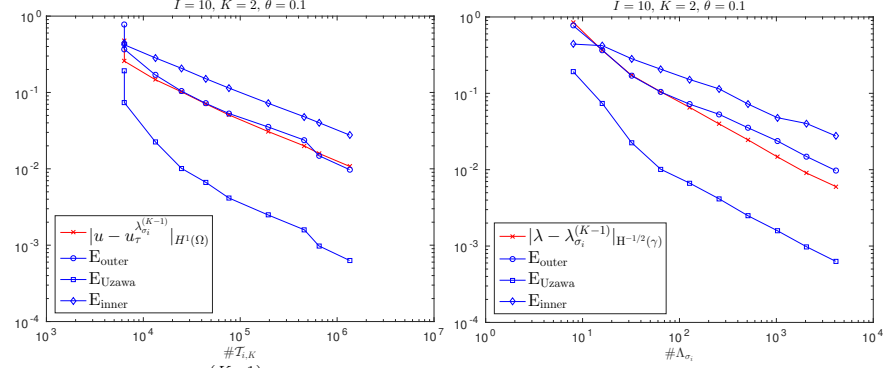 I = 10, K = 2, θ = 0.1
10^0
10^-1
10^-2
10^-3
10^-4
|u − u_τ^{λ_{σ_i}^{(K−1)}}|_{H^1(Ω)}
E_outer
E_Uzawa
E_inner
10^3 10^4 10^5 10^6 10^7
#𝒯_{i,K}
(K−1)
I = 10, K = 2, θ = 0.1
10^0
10^-1
10^-2
10^-3
10^-4
|λ − λ_{σ_i}^{(K−1)}|_{H^{−1/2}(γ)}
E_outer
E_Uzawa
E_inner
10^0 10^1 10^2 10^3 10^4
#Λ_{σ_i}